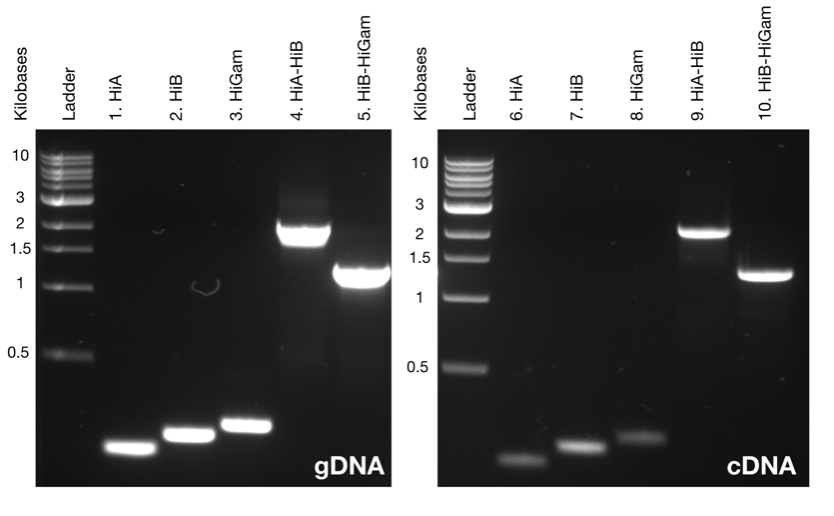 Kilobases
Ladder
1. HiA
2. HiB
3. HiGam
4. HiA-HiB
5. HiB-HiGam
10
3
2
1.5
1
0.5
gDNA
Kilobases
Ladder
6. HiA
7. HiB
8. HiGam
9. HiA-HiB
10. HiB-HiGam
10
3
2
1.5
1
0.5
cDNA